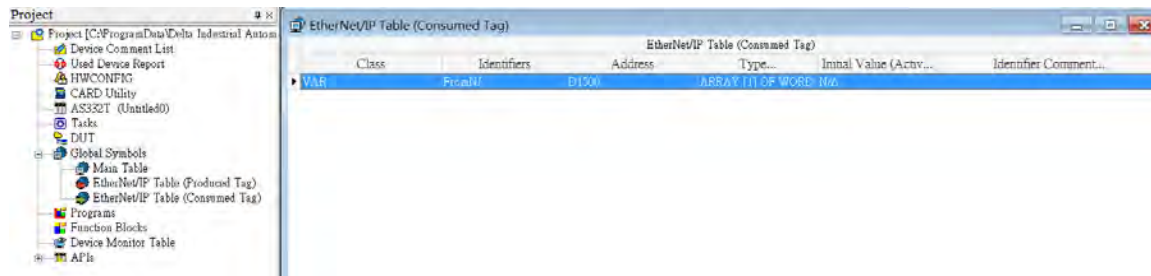 Project
Project [C:\ProgramData\Delta Industrial Autom
Device Comment List
Used Device Report
HWCONFIG
CARD Utility
AS332T (Untitled0)
Tasks
DUT
Global Symbols
Main Table
EtherNet/IP Table (Produced Tag)
EtherNet/IP Table (Consumed Tag)
Programs
Function Blocks
Device Monitor Table
APIs
EtherNet/IP Table (Consumed Tag)
EtherNet/IP Table (Consumed Tag)
Class Identifiers Address Type... Initial Value (Activ... Identifier Comment...
VAR FromNJ D1500 ARRAY [1] OF WORD N/A